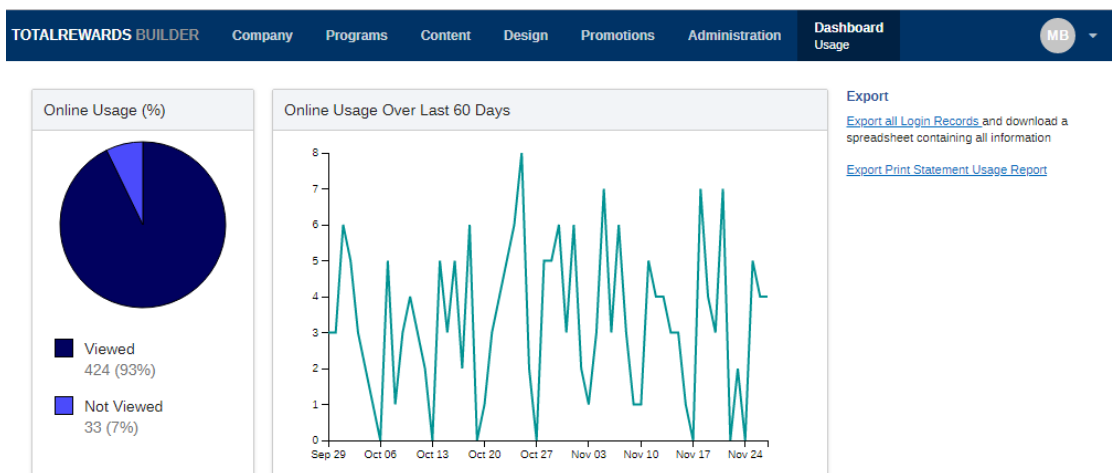 TOTALREWARDS BUILDER Company Programs Content Design Promotions Administration Dashboard MB
Usage
Online Usage (%)
Viewed
424 (93%)
Not Viewed
33 (7%)
Online Usage Over Last 60 Days
8
7
6
5
4
3
2
1
0
Sep 29 Oct 06 Oct 13 Oct 20 Oct 27 Nov 03 Nov 10 Nov 17 Nov 24
Export
Export all Login Records and download a
spreadsheet containing all information
Export Print Statement Usage Report